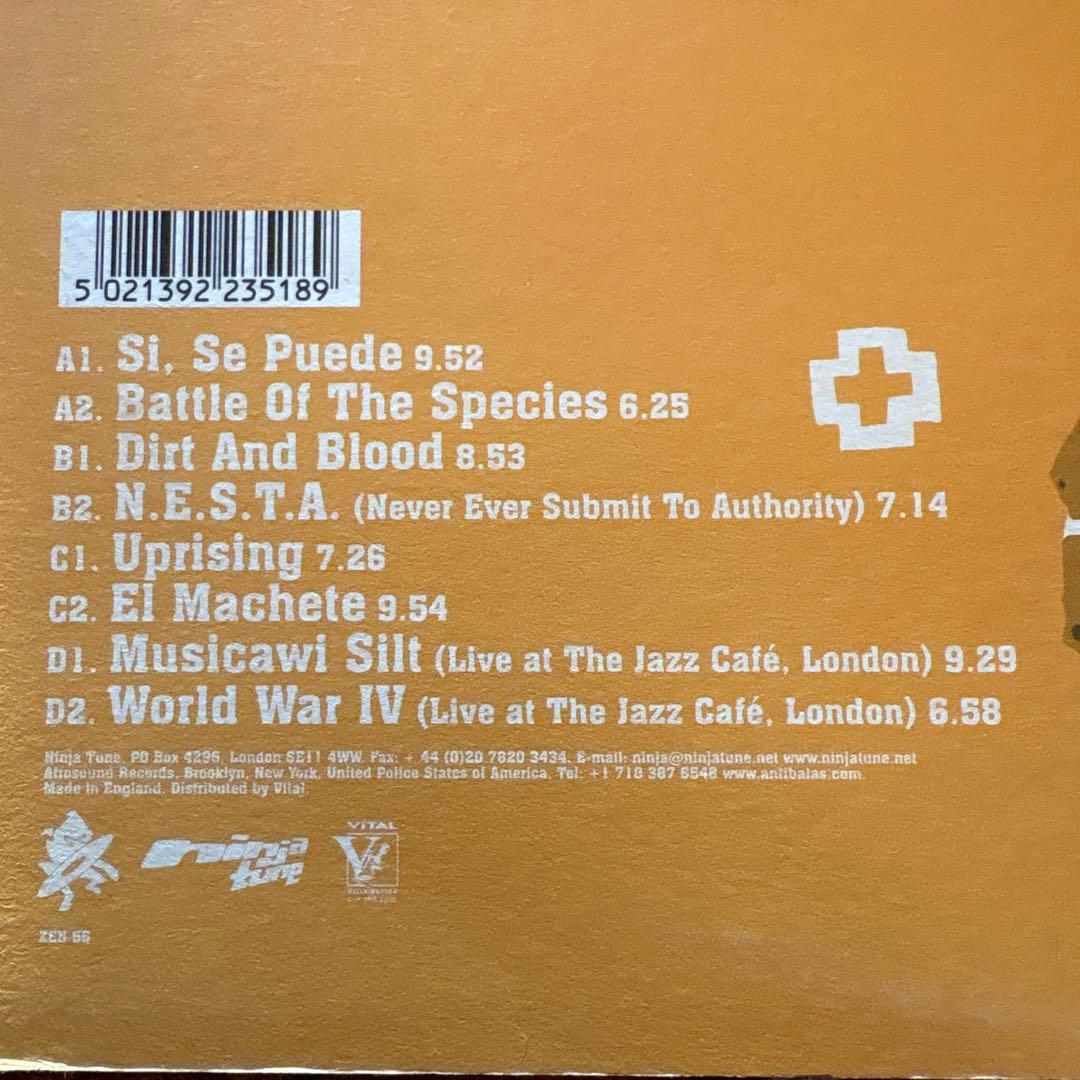 5 021392 235189
A1. Si, Se Puede 9.52
A2. Battle Of The Species 6.25
B1. Dirt And Blood 8.53
B2. N.E.S.T.A. (Never Ever Submit To Authority) 7.14
C1. Uprising 7.26
C2. El Machete 9.54
D1. Musicawi Silt (Live at The Jazz Café, London) 9.29
D2. World War IV (Live at The Jazz Café, London) 6.58
Ninja Tune, PO Box 4296, London SE11 4WW. Fax: + 44 (0)20 7820 3434. E-mail: ninja@ninjatune.net www.ninjatune.net
Afrosound Records, Brooklyn, New York, United Police States of America. Tel: +1 718 387 6548 www.antibalas.com
Made in England. Distributed by Vital
ninja tune
VITAL
ZEN 66